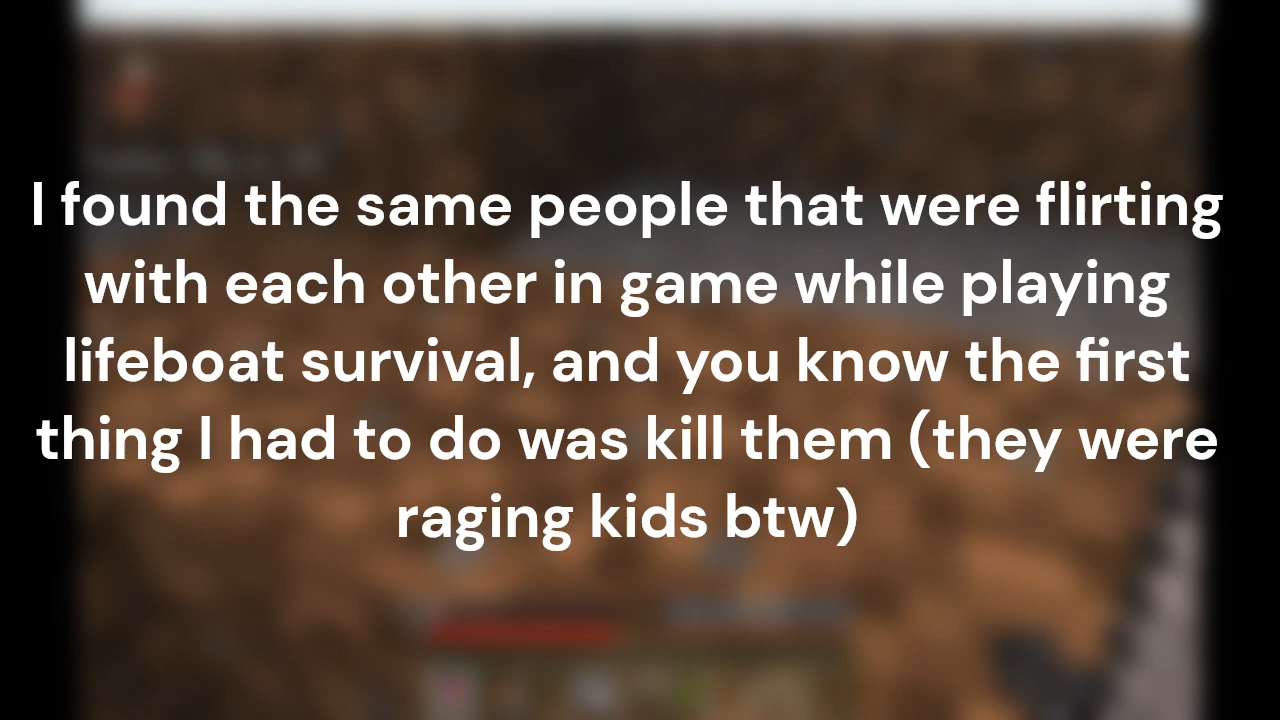 I found the same people that were flirting
with each other in game while playing
lifeboat survival, and you know the first
thing I had to do was kill them (they were
raging kids btw)